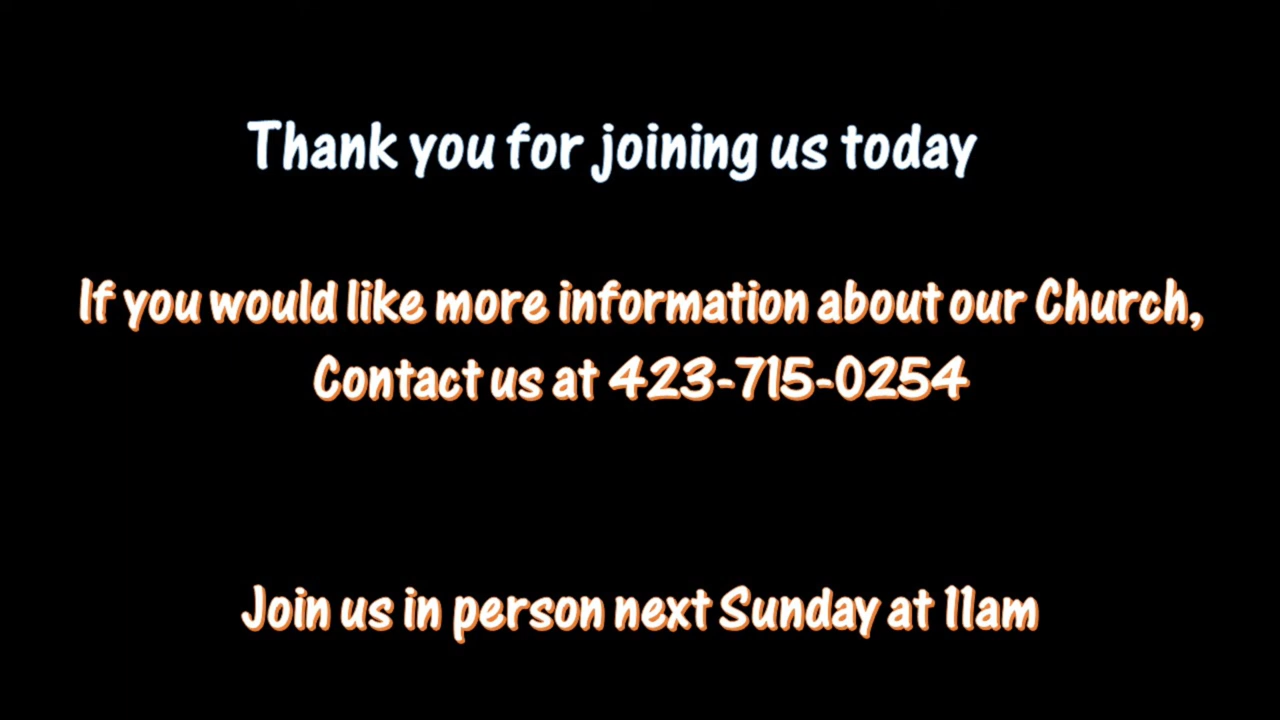 Thank you for joining us today
If you would like more information about our Church,
Contact us at 423-715-0254
Join us in person next Sunday at 11am